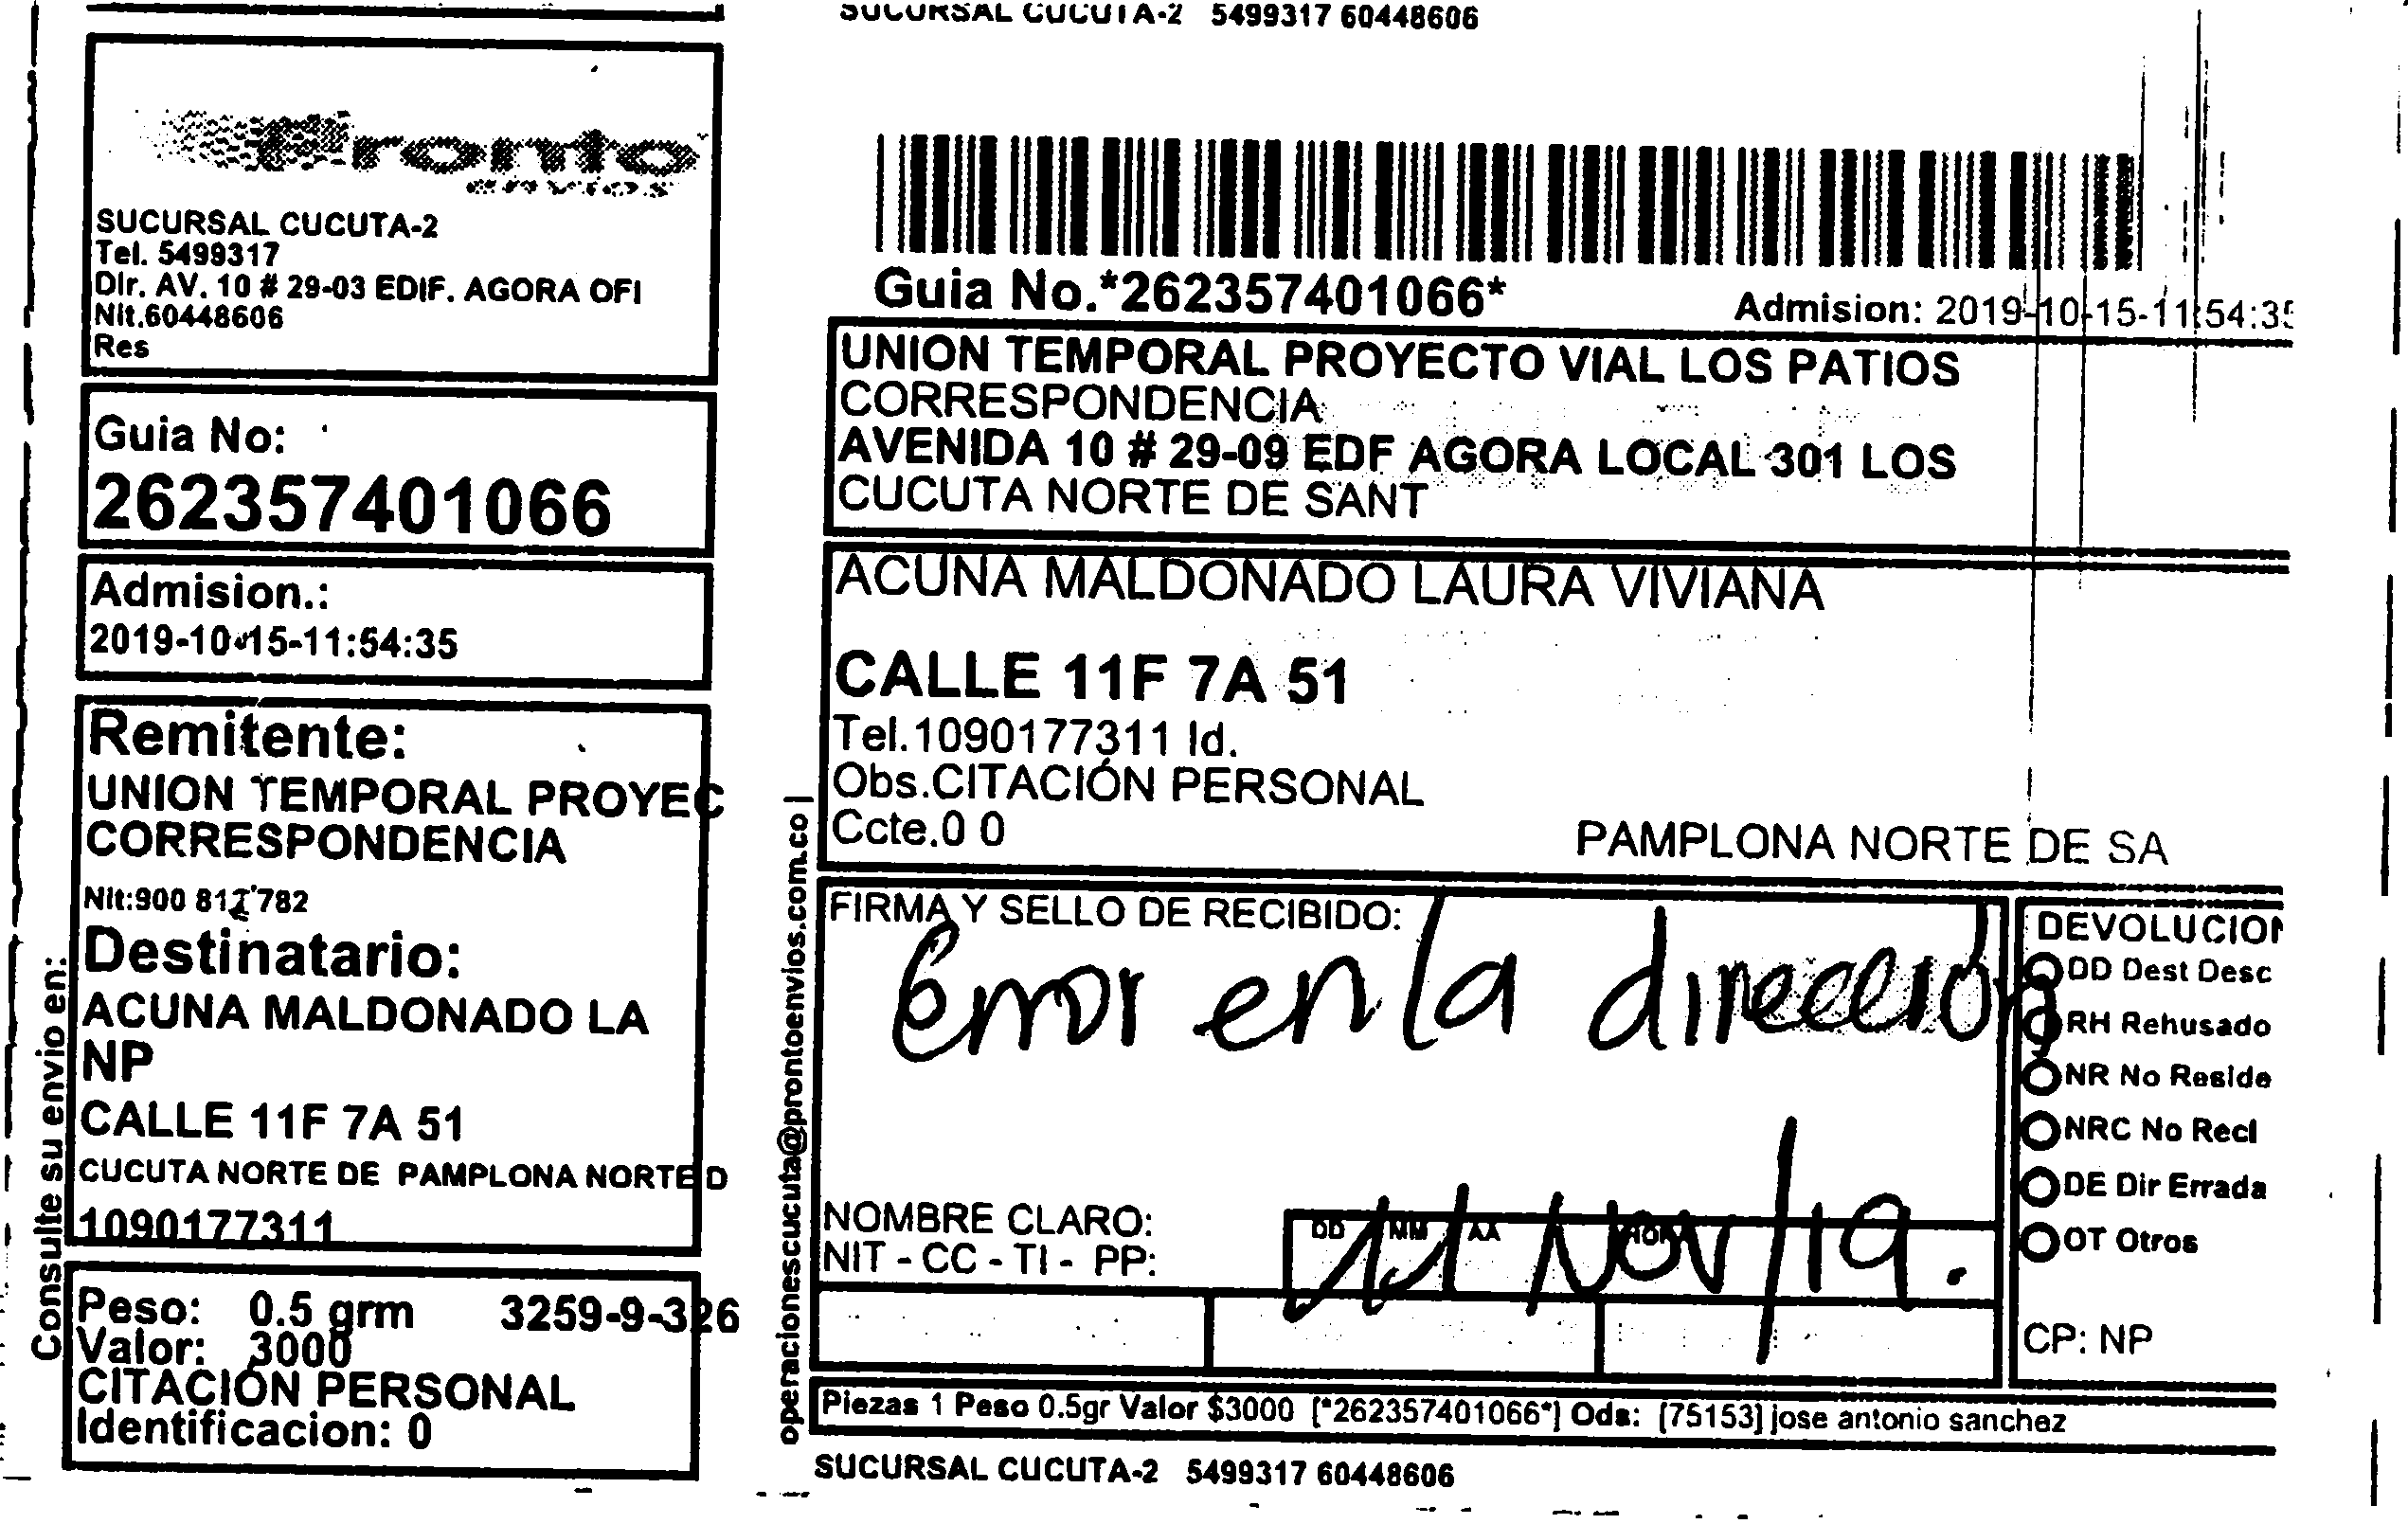 SUCURSAL CUCUTA-2 5499317 60448606
Pronto
envios
SUCURSAL CUCUTA-2
Tel. 5499317
Dir. AV. 10 # 29-03 EDIF. AGORA OFI
Nit.60448606
Res
Guia No:
262357401066
Admision.:
2019-10-15-11:54:35
Remitente:
UNION TEMPORAL PROYEC
CORRESPONDENCIA
Nit:900 817 782
Destinatario:
ACUNA MALDONADO LA
NP
CALLE 11F 7A 51
CUCUTA NORTE DE PAMPLONA NORTE D
1090177311
Peso: 0.5 grm 3259-9-326
Valor: 3000
CITACIÓN PERSONAL
Identificacion: 0
Consulte su envio en:
operacionescucuta@prontoenvios.com.co
Guia No.*262357401066*
Admision: 2019-10-15-11:54:35
UNION TEMPORAL PROYECTO VIAL LOS PATIOS
CORRESPONDENCIA
AVENIDA 10 # 29-09 EDF AGORA LOCAL 301 LOS
CUCUTA NORTE DE SANT
ACUNA MALDONADO LAURA VIVIANA
CALLE 11F 7A 51
Tel.1090177311 Id.
Obs.CITACIÓN PERSONAL
Ccte.0 0
PAMPLONA NORTE DE SA
FIRMA Y SELLO DE RECIBIDO:
Error en la direccion
NOMBRE CLARO:
NIT - CC - TI - PP:
DD MM AA HORA
11 Nov/19.
DEVOLUCION
DD Dest Desc
RH Rehusado
NR No Reside
NRC No Recl
DE Dir Errada
OT Otros
CP: NP
Piezas 1 Peso 0.5gr Valor $3000 [*262357401066*] Ods: [75153] jose antonio sanchez
SUCURSAL CUCUTA-2 5499317 60448606